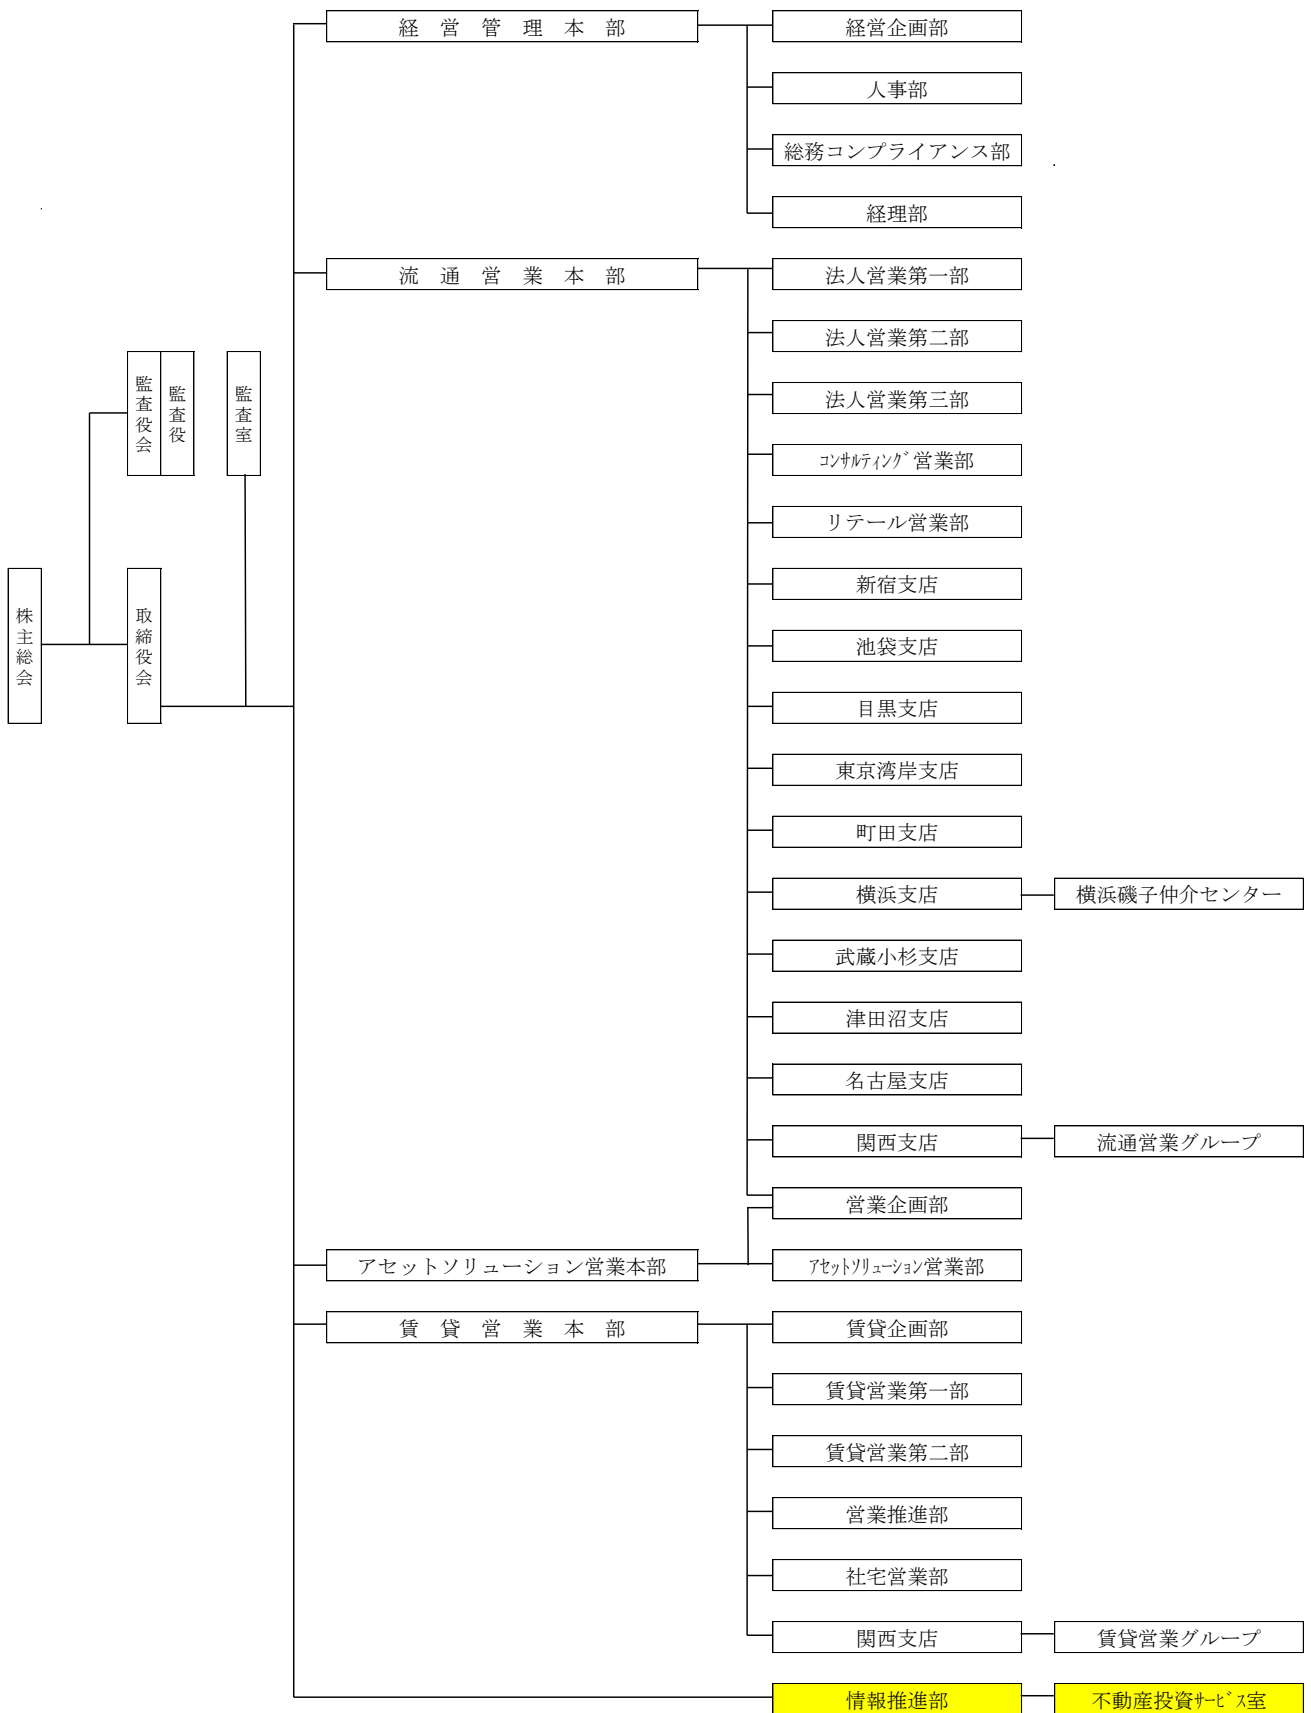 経営管理本部
経営企画部
人事部
総務コンプライアンス部
経理部
流通営業本部
法人営業第一部
法人営業第二部
法人営業第三部
コンサルティング営業部
リテール営業部
新宿支店
池袋支店
目黒支店
東京湾岸支店
町田支店
横浜支店
横浜磯子仲介センター
武蔵小杉支店
津田沼支店
名古屋支店
関西支店
流通営業グループ
営業企画部
監査役会
監査役
監査室
株主総会
取締役会
アセットソリューション営業本部
アセットソリューション営業部
賃貸営業本部
賃貸企画部
賃貸営業第一部
賃貸営業第二部
営業推進部
社宅営業部
関西支店
賃貸営業グループ
情報推進部
不動産投資サービス室